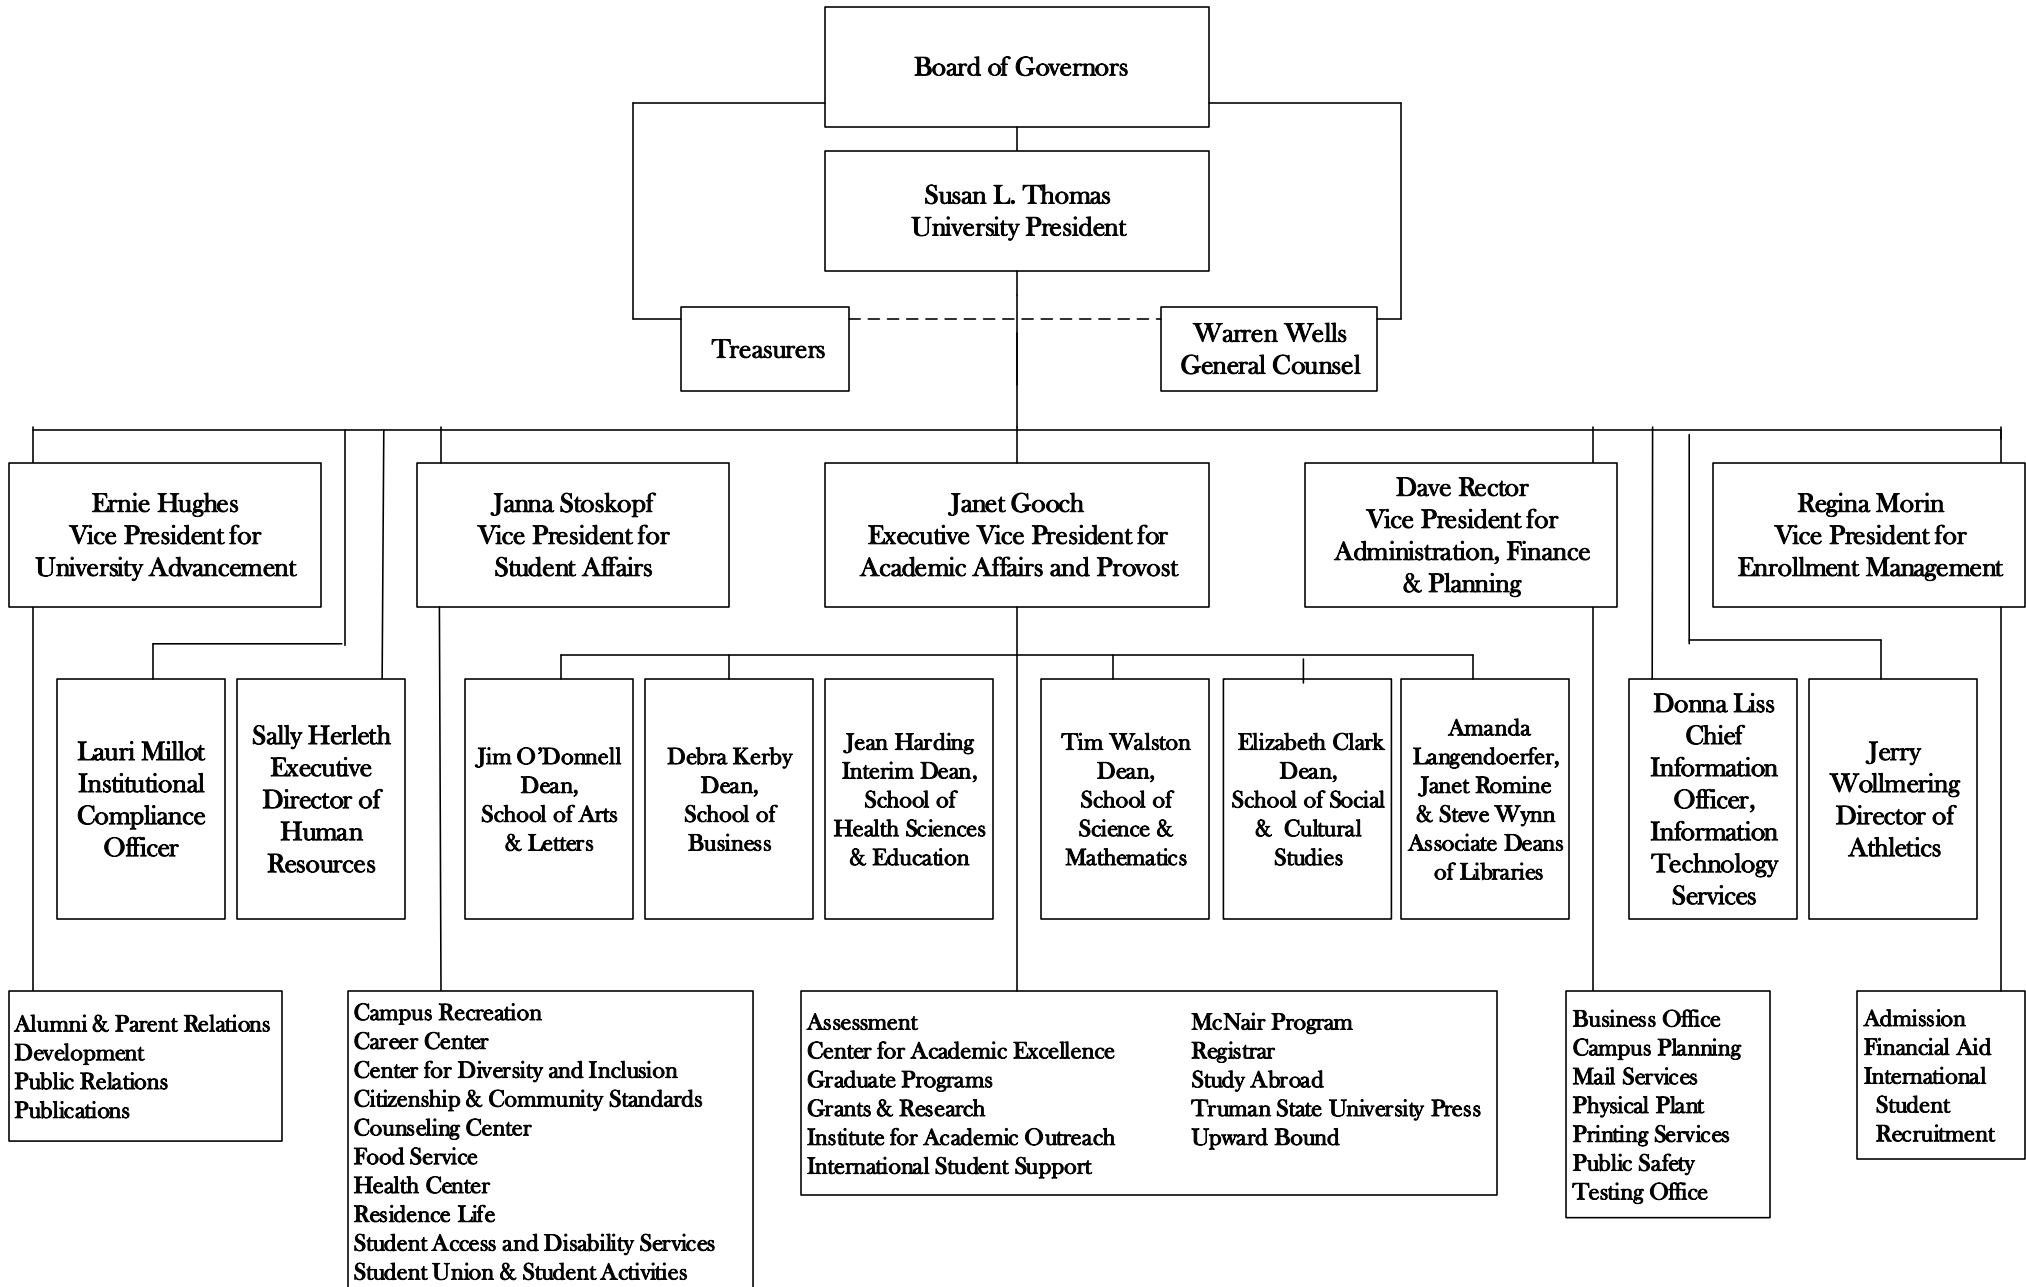 Board of Governors
Susan L. Thomas
University President
Treasurers
Warren Wells
General Counsel
Ernie Hughes
Vice President for
University Advancement
Janna Stoskopf
Vice President for
Student Affairs
Janet Gooch
Executive Vice President for
Academic Affairs and Provost
Dave Rector
Vice President for
Administration, Finance
& Planning
Regina Morin
Vice President for
Enrollment Management
Lauri Millot
Institutional
Compliance
Officer
Sally Herleth
Executive
Director of
Human
Resources
Jim O’Donnell
Dean,
School of Arts
& Letters
Debra Kerby
Dean,
School of
Business
Jean Harding
Interim Dean,
School of
Health Sciences
& Education
Tim Walston
Dean,
School of
Science &
Mathematics
Elizabeth Clark
Dean,
School of Social
& Cultural
Studies
Amanda
Langendoerfer,
Janet Romine
& Steve Wynn
Associate Deans
of Libraries
Donna Liss
Chief
Information
Officer,
Information
Technology
Services
Jerry
Wollmering
Director of
Athletics
Alumni & Parent Relations
Development
Public Relations
Publications
Campus Recreation
Career Center
Center for Diversity and Inclusion
Citizenship & Community Standards
Counseling Center
Food Service
Health Center
Residence Life
Student Access and Disability Services
Student Union & Student Activities
Assessment
Center for Academic Excellence
Graduate Programs
Grants & Research
Institute for Academic Outreach
International Student Support
McNair Program
Registrar
Study Abroad
Truman State University Press
Upward Bound
Business Office
Campus Planning
Mail Services
Physical Plant
Printing Services
Public Safety
Testing Office
Admission
Financial Aid
International
Student
Recruitment